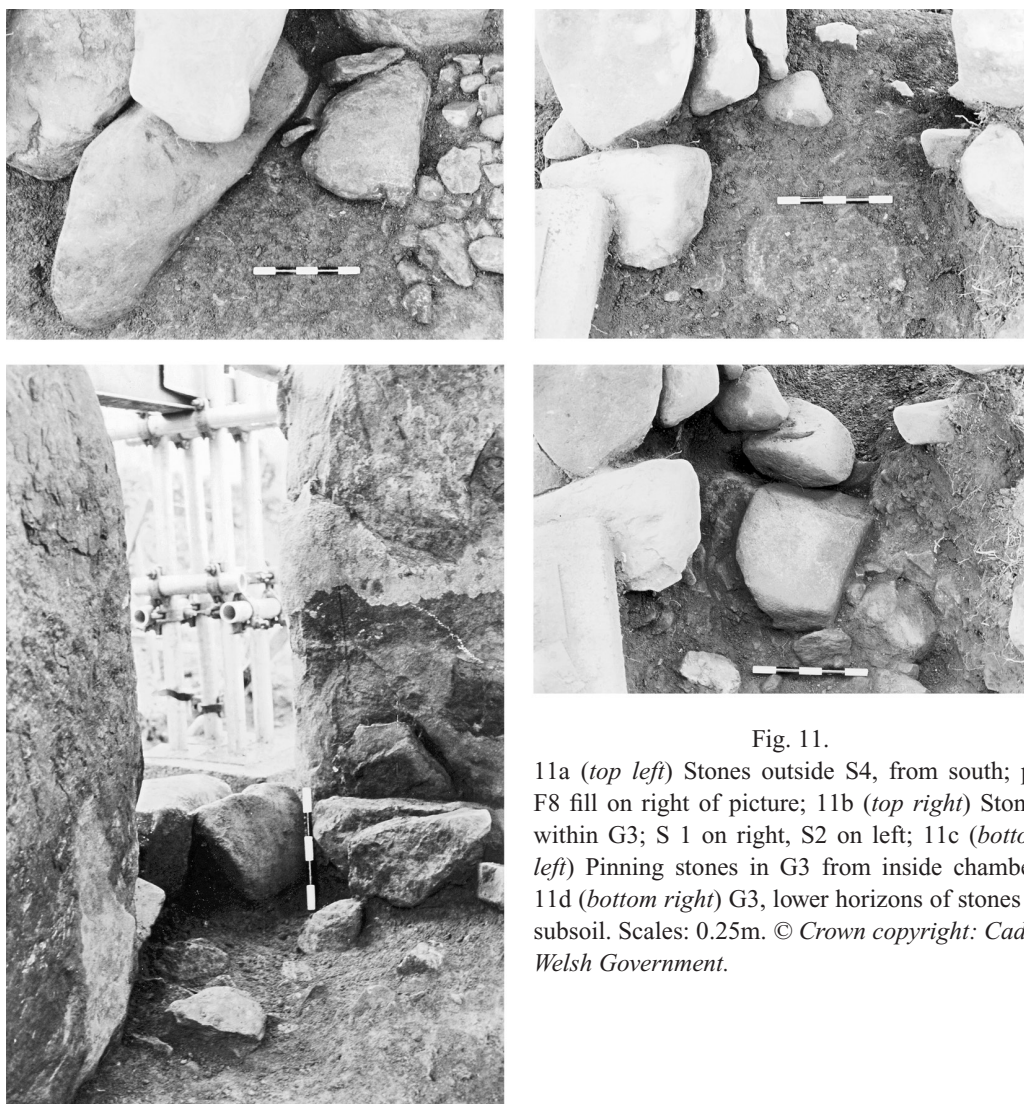 Fig. 11.
11a (top left) Stones outside S4, from south;
F8 fill on right of picture; 11b (top right)
within G3; S 1 on right, S2 on left; 11c
left) Pinning stones in G3 from inside
11d (bottom right) G3, lower horizons of stones
subsoil. Scales: 0.25m. © Crown copyright:
Welsh Government.